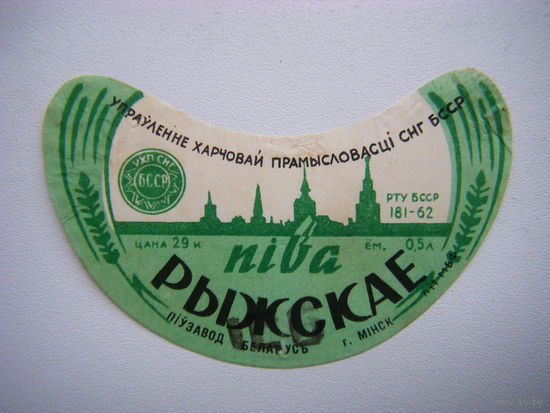 УПРАЎЛЕННЕ ХАРЧОВАЙ ПРАМЫСЛОВАСЦІ СНГ БССР
УХП СНГ
БССР
РТУ БССР
181-62
ЦАНА 29 к
ЁМ. 0,5л
піва
РЫЖСКАЕ
ПІЎЗАВОД БЕЛАРУСЬ г. МІНСК